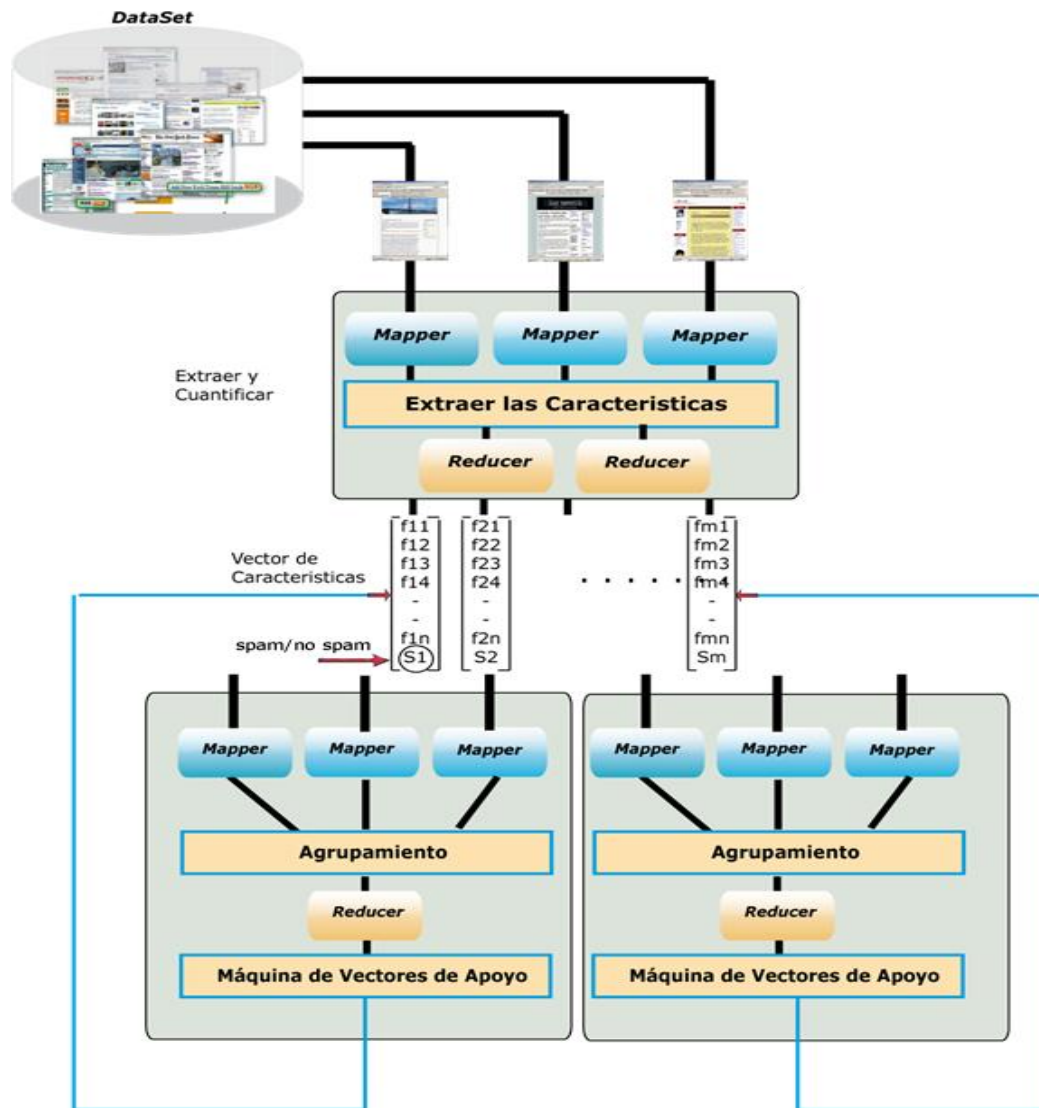 DataSet
Mapper
Mapper
Mapper
Extraer y
Cuantificar
Extraer las Caracteristicas
Reducer
Reducer
f11
f12
f13
f14
-
-
f1n
S1
f21
f22
f23
f24
-
-
f2n
S2
. . . . . . .
fm1
fm2
fm3
fm4
-
-
fmn
Sm
Vector de
Caracteristicas
spam/no spam
Mapper
Mapper
Mapper
Agrupamiento
Reducer
Máquina de Vectores de Apoyo
Mapper
Mapper
Mapper
Agrupamiento
Reducer
Máquina de Vectores de Apoyo